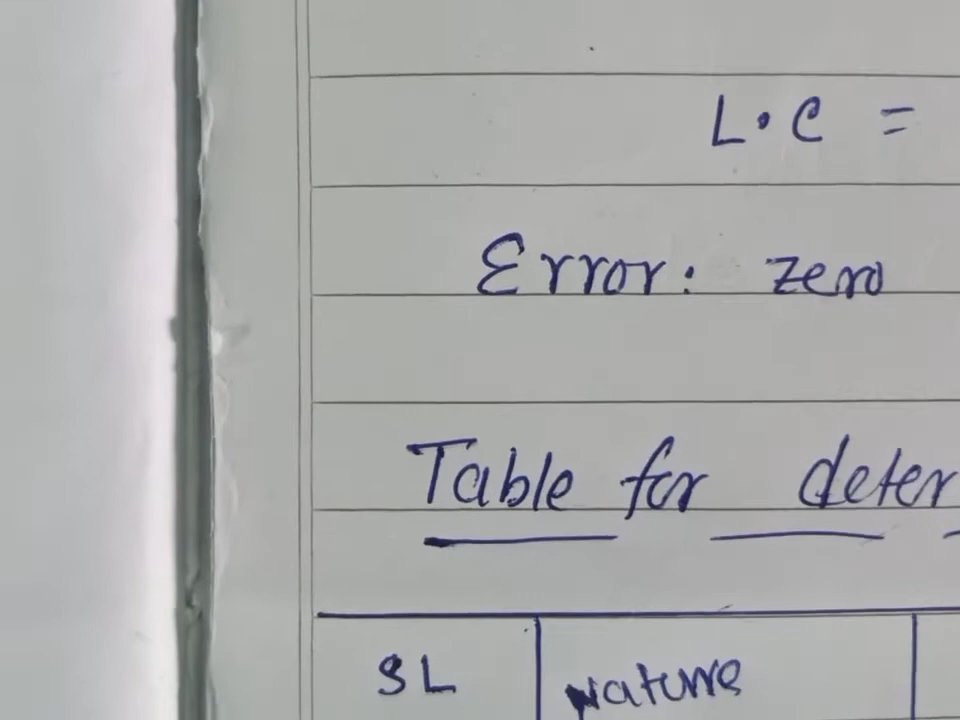 L.C =
Error: zero
Table for deter
SL nature